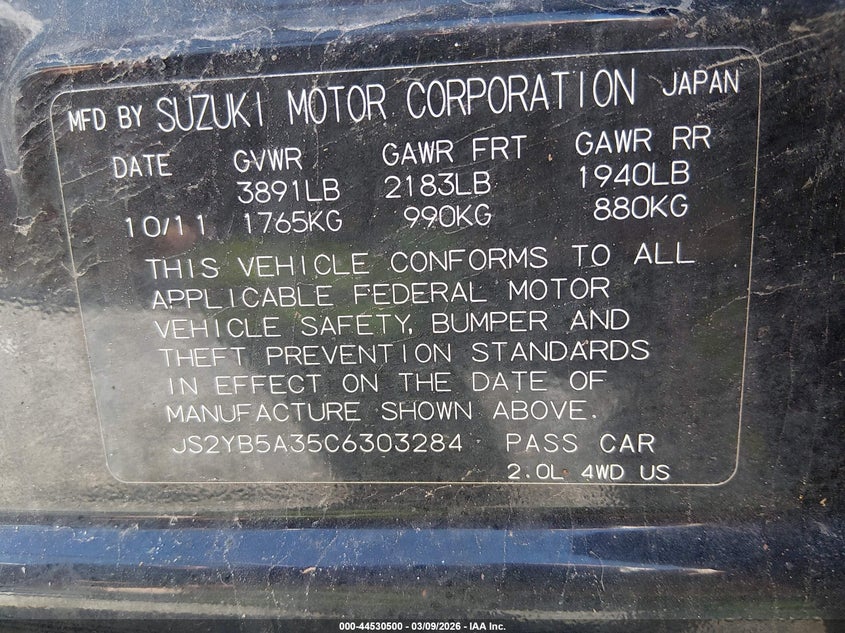 MFD BY SUZUKI MOTOR CORPORATION JAPAN
DATE GVWR GAWR FRT GAWR RR
3891LB 2183LB 1940LB
10/11 1765KG 990KG 880KG
THIS VEHICLE CONFORMS TO ALL
APPLICABLE FEDERAL MOTOR
VEHICLE SAFETY, BUMPER AND
THEFT PREVENTION STANDARDS
IN EFFECT ON THE DATE OF
MANUFACTURE SHOWN ABOVE.
JS2YB5A35C6303284 PASS CAR
2.0L 4WD US
000-44530500 - 03/09/2026 - IAA Inc.